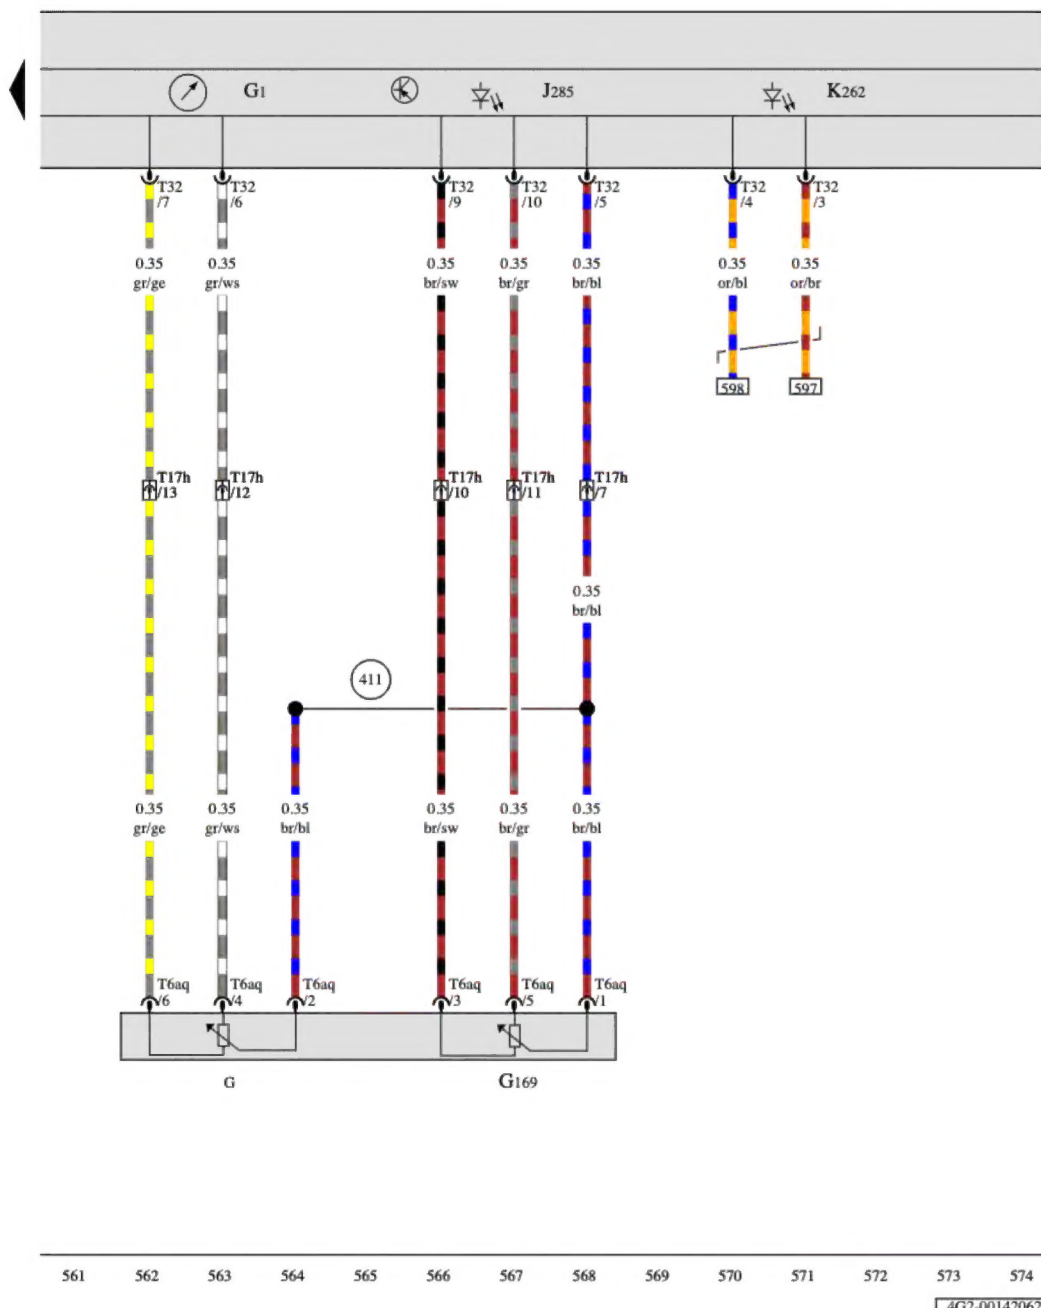 G1 J285 K262
T32 T32 T32 T32 T32 T32 T32
/7 /6 /9 /10 /5 /4 /3
0.35 0.35 0.35 0.35 0.35 0.35 0.35
gr/ge gr/ws br/sw br/gr br/bl or/bl or/br
598 597
T17h T17h T17h T17h T17h
/13 /12 /10 /11 /7
0.35
br/bl
411
0.35 0.35 0.35 0.35 0.35 0.35
gr/ge gr/ws br/bl br/sw br/gr br/bl
T6aq T6aq T6aq T6aq T6aq T6aq
/6 /4 /2 /3 /5 /1
G G169
561 562 563 564 565 566 567 568 569 570 571 572 573 574
4G2-00142062